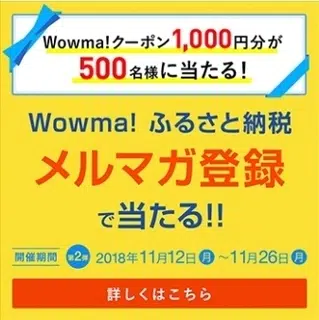 Wowma!クーポン1,000円分が
500名様に当たる!
Wowma! ふるさと納税
メルマガ登録
で当たる!!
開催期間 第2弾 2018年11月12日月~11月26日月
詳しくはこちら